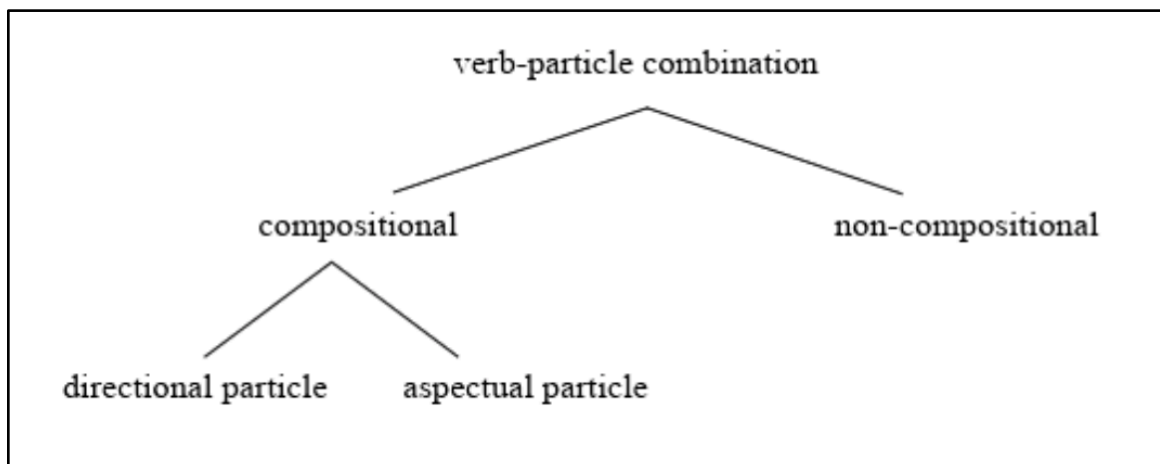 verb-particle combination
compositional
non-compositional
directional particle
aspectual particle